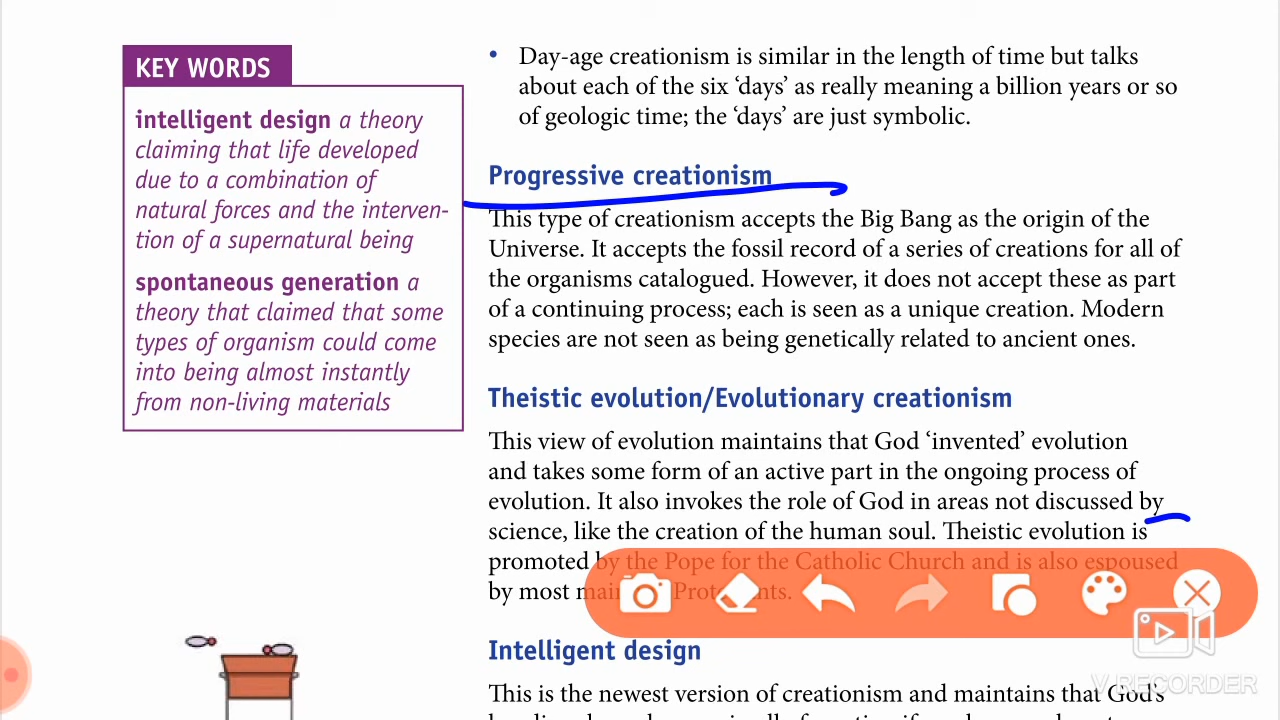 KEY WORDS
intelligent design a theory
claiming that life developed
due to a combination of
natural forces and the interven-
tion of a supernatural being
spontaneous generation a
theory that claimed that some
types of organism could come
into being almost instantly
from non-living materials
• Day-age creationism is similar in the length of time but talks
about each of the six ‘days’ as really meaning a billion years or so
of geologic time; the ‘days’ are just symbolic.
Progressive creationism
This type of creationism accepts the Big Bang as the origin of the
Universe. It accepts the fossil record of a series of creations for all of
the organisms catalogued. However, it does not accept these as part
of a continuing process; each is seen as a unique creation. Modern
species are not seen as being genetically related to ancient ones.
Theistic evolution/Evolutionary creationism
This view of evolution maintains that God ‘invented’ evolution
and takes some form of an active part in the ongoing process of
evolution. It also invokes the role of God in areas not discussed by
science, like the creation of the human soul. Theistic evolution is
promoted by the Pope for the Catholic Church and is also espoused
by most
Intelligent design
This is the newest version of creationism and maintains that God’s
V RECORDER